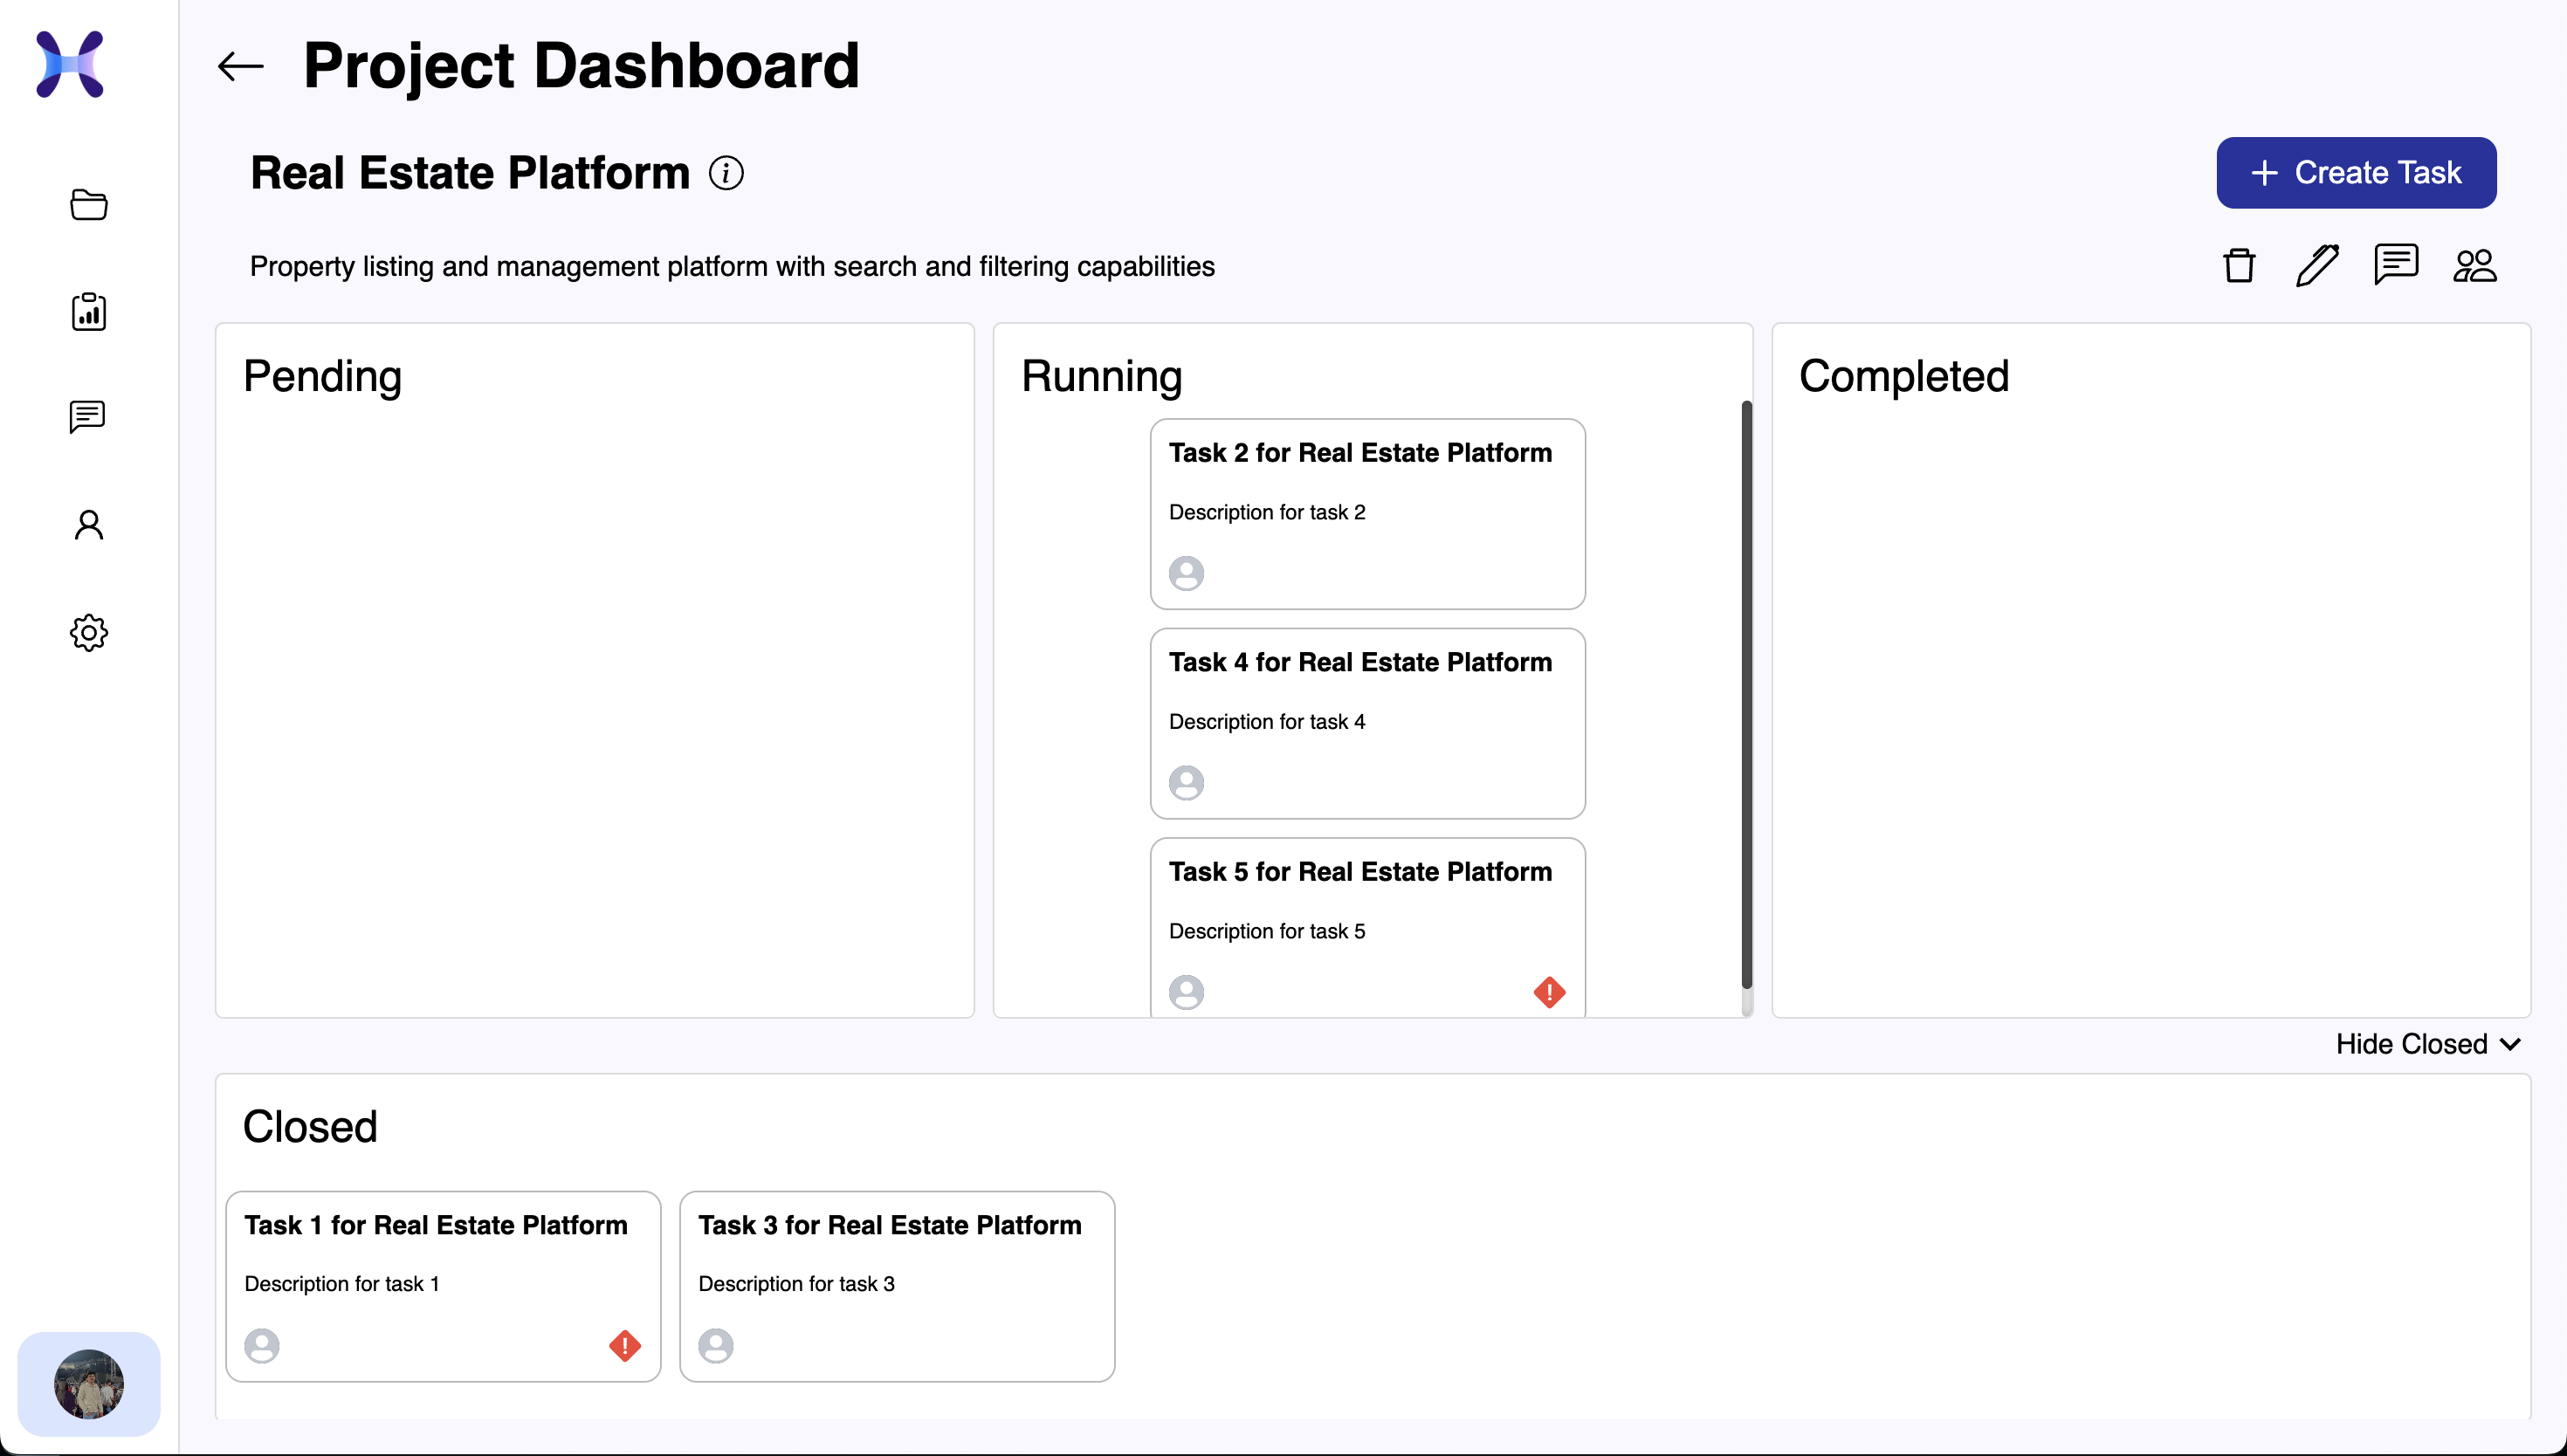 Project Dashboard
Real Estate Platform
+ Create Task
Property listing and management platform with search and filtering capabilities
Pending
Running
Task 2 for Real Estate Platform
Description for task 2
Task 4 for Real Estate Platform
Description for task 4
Task 5 for Real Estate Platform
Description for task 5
Completed
Hide Closed
Closed
Task 1 for Real Estate Platform
Description for task 1
Task 3 for Real Estate Platform
Description for task 3